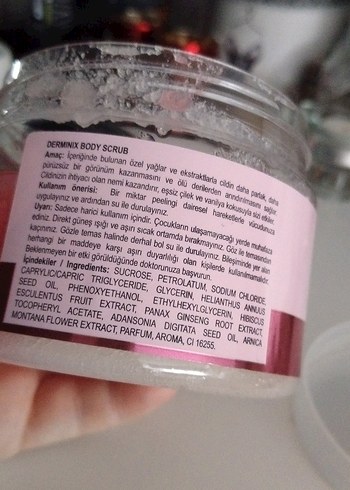 DERMINIX BODY SCRUB
Amaç: İçeriğinde bulunan özel yağlar ve ekstraktlarla cildin daha parlak, daha
pürüzsüz bir görünüm kazanmasını ve ölü derilerden arındırılmasını sağlar.
Cildinizin ihtiyacı olan nemi kazandırır, eşsiz çilek ve vanilya kokusuyla sizi etkiler.
Kullanım önerisi: Bir miktar peelingi dairesel hareketlerle vücudunuza
uygulayınız ve ardından su ile durulayınız.
Uyarı: Sadece harici kullanım içindir. Çocukların ulaşamayacağı yerde muhafaza
ediniz. Direkt güneş ışığı ve aşırı sıcak ortamda bırakmayınız. Göz ile temasından
kaçınınız. Gözle temas halinde derhal bol su ile durulayınız. Bileşiminde yer alan
herhangi bir maddeye karşı aşırı duyarlılığı olan kişilerde kullanılmamalıdır.
Beklenmeyen bir etki görüldüğünde doktorunuza başvurun.
İçindekiler / Ingredients: SUCROSE, PETROLATUM, SODIUM CHLORIDE,
CAPRYLIC/CAPRIC TRIGLYCERIDE, GLYCERIN, HELIANTHUS ANNUUS
SEED OIL, PHENOXYETHANOL, ETHYLHEXYLGLYCERIN, HIBISCUS
ESCULENTUS FRUIT EXTRACT, PANAX GINSENG ROOT EXTRACT,
TOCOPHERYL ACETATE, ADANSONIA DIGITATA SEED OIL, ARNICA
MONTANA FLOWER EXTRACT, PARFUM, AROMA, CI 16255.